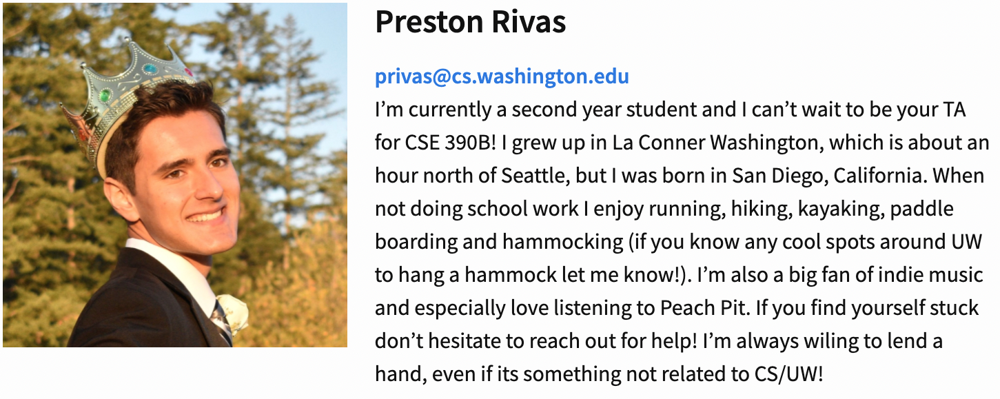 Preston Rivas
privas@cs.washington.edu
I’m currently a second year student and I can’t wait to be your TA
for CSE 390B! I grew up in La Conner Washington, which is about an
hour north of Seattle, but I was born in San Diego, California. When
not doing school work I enjoy running, hiking, kayaking, paddle
boarding and hammocking (if you know any cool spots around UW
to hang a hammock let me know!). I’m also a big fan of indie music
and especially love listening to Peach Pit. If you find yourself stuck
don’t hesitate to reach out for help! I’m always wiling to lend a
hand, even if its something not related to CS/UW!